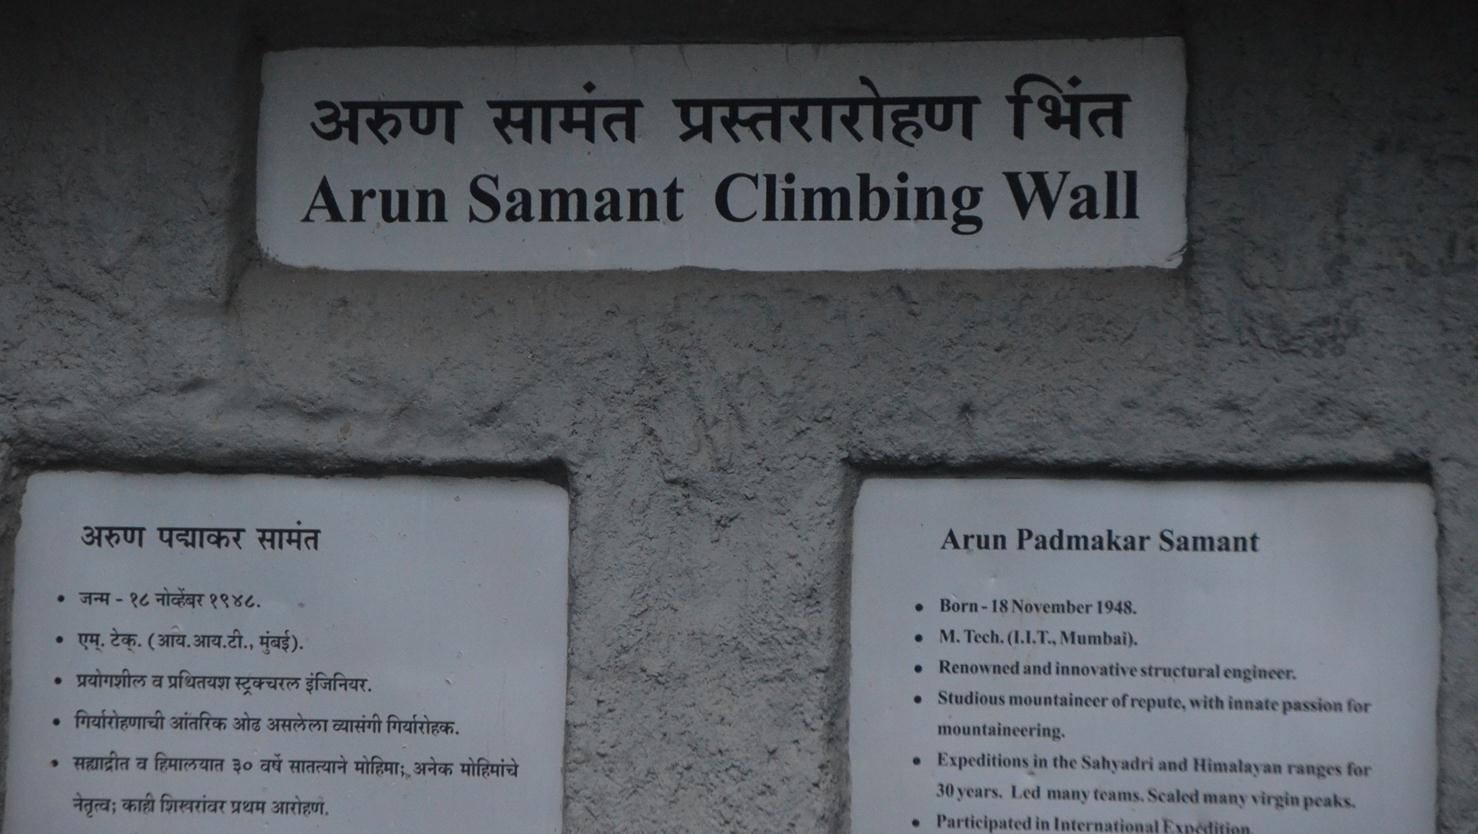 अरुण सामंत प्रस्तरारोहण भिंत
Arun Samant Climbing Wall
अरुण पद्माकर सामंत
• जन्म - १८ नोव्हेंबर १९४८.
• एम्. टेक्. (आय.आय.टी., मुंबई).
• प्रयोगशील व प्रथितयश स्ट्रक्चरल इंजिनियर.
• गिर्यारोहणाची आंतरिक ओढ असलेला व्यासंगी गिर्यारोहक.
• सह्याद्रीत व हिमालयात ३० वर्षे सातत्याने मोहिमा; अनेक मोहिमांचे
नेतृत्व; काही शिखरांवर प्रथम आरोहणे.
Arun Padmakar Samant
• Born - 18 November 1948.
• M. Tech. (I.I.T., Mumbai).
• Renowned and innovative structural engineer.
• Studious mountaineer of repute, with innate passion for
mountaineering.
• Expeditions in the Sahyadri and Himalayan ranges for
30 years. Led many teams. Scaled many virgin peaks.
• Participated in International Expedition.